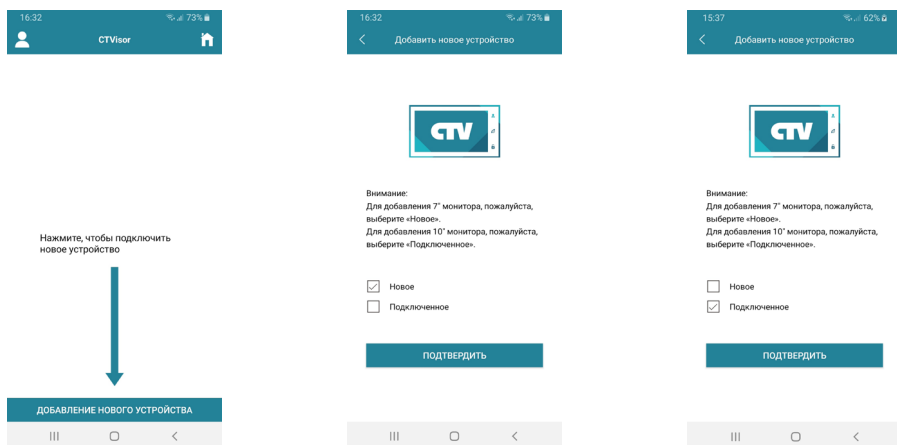 16:32
73%
CTVisor
Нажмите, чтобы подключить
новое устройство
ДОБАВЛЕНИЕ НОВОГО УСТРОЙСТВА
16:32
73%
Добавить новое устройство
CTV
Внимание:
Для добавления 7" монитора, пожалуйста,
выберите «Новое».
Для добавления 10" монитора, пожалуйста,
выберите «Подключенное».
Новое
Подключенное
ПОДТВЕРДИТЬ
15:37
62%
Добавить новое устройство
CTV
Внимание:
Для добавления 7" монитора, пожалуйста,
выберите «Новое».
Для добавления 10" монитора, пожалуйста,
выберите «Подключенное».
Новое
Подключенное
ПОДТВЕРДИТЬ